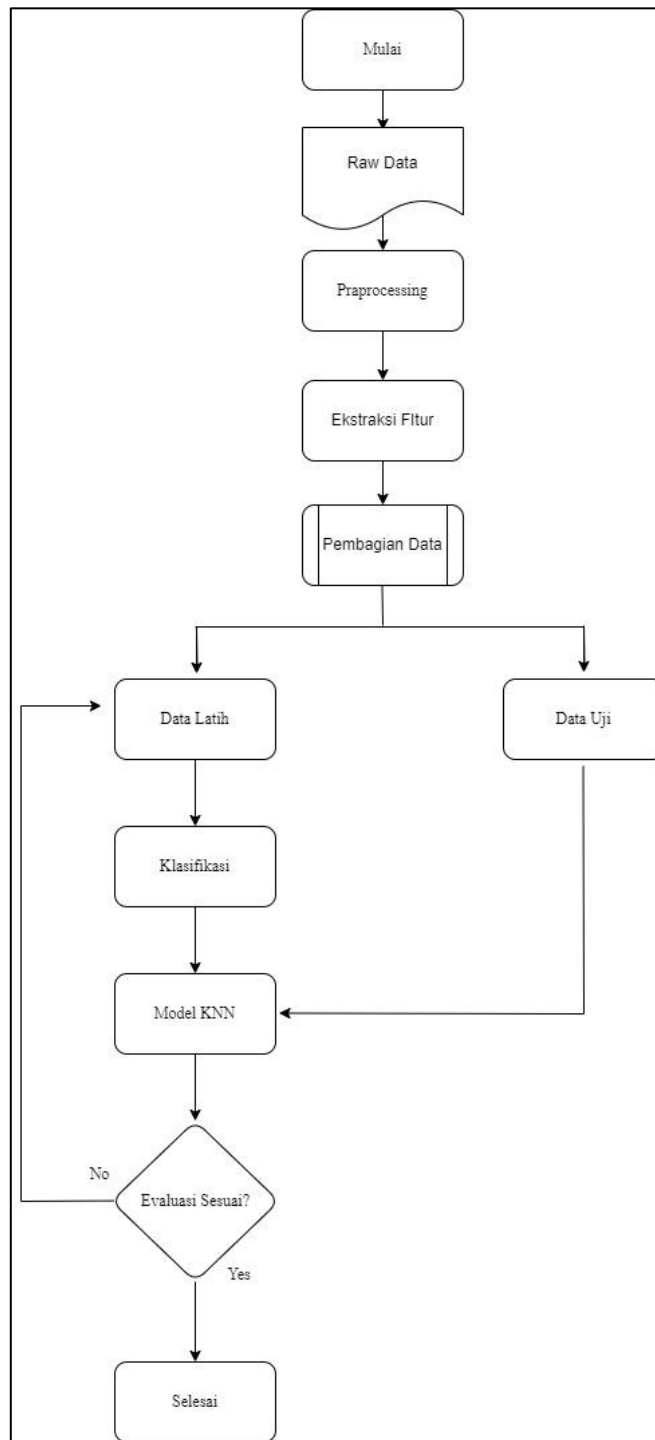 Mulai
Raw Data
Praprocessing
Ekstraksi FItur
Pembagian Data
Data Latih
Data Uji
Klasifikasi
Model KNN
No
Evaluasi Sesuai?
Yes
Selesai